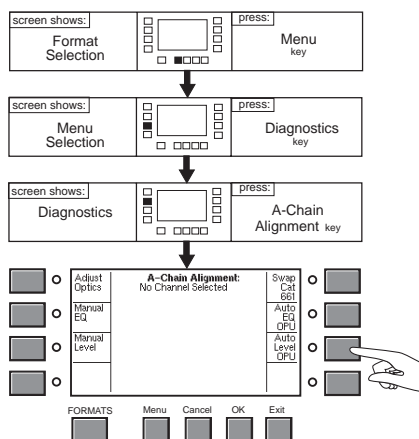 screen shows:
Format
Selection
press:
Menu
key
screen shows:
Menu
Selection
press:
Diagnostics
key
screen shows:
Diagnostics
press:
A-Chain
Alignment key
Adjust
Optics
A-Chain Alignment:
No Channel Selected
Swap
Cat
661
Manual
EQ
Auto
EQ
OPU
Manual
Level
Auto
Level
OPU
FORMATS Menu Cancel OK Exit